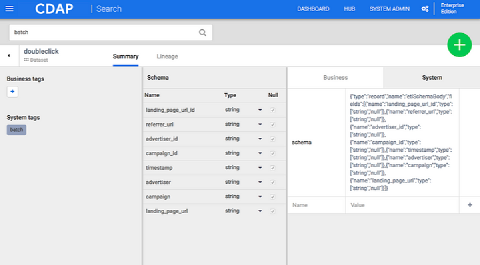 CDAP Search DASHBOARD HUB SYSTEM ADMIN Enterprise Edition
batch
doubleclick
Dataset
Summary Lineage
Business tags
+
System tags
batch
Schema
Name Type Null
landing_page_url_id string
referrer_url string
advertiser_id string
campaign_id string
timestamp string
advertiser string
campaign string
landing_page_url string
Business System
schema
{"type":"record","name":"etlSchemaBody","fi
elds":[{"name":"landing_page_url_id","type":
["string","null"]},{"name":"referrer_url","type":
["string","null"]},
{"name":"advertiser_id","type":
["string","null"]},
{"name":"campaign_id","type":
["string","null"]},{"name":"timestamp","type":
["string","null"]},{"name":"advertiser","type":
["string","null"]},{"name":"campaign","type":
["string","null"]},
{"name":"landing_page_url","type":
["string","null"]}]}
Name Value +